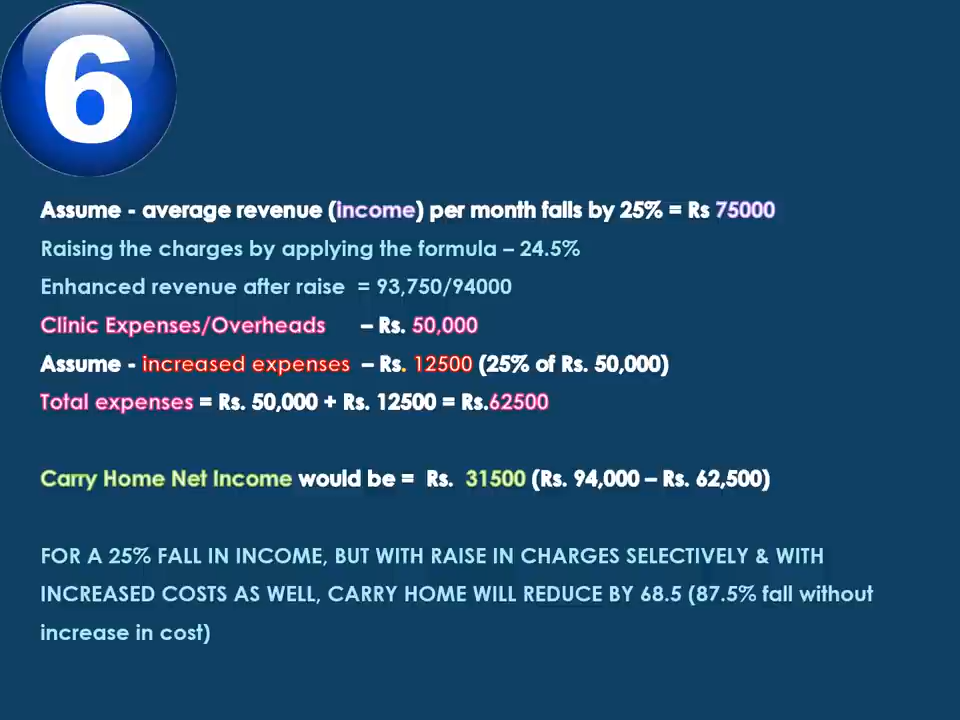 6
Assume - average revenue (income) per month falls by 25% = Rs 75000
Raising the charges by applying the formula – 24.5%
Enhanced revenue after raise = 93,750/94000
Clinic Expenses/Overheads – Rs. 50,000
Assume - increased expenses – Rs. 12500 (25% of Rs. 50,000)
Total expenses = Rs. 50,000 + Rs. 12500 = Rs.62500
Carry Home Net Income would be = Rs. 31500 (Rs. 94,000 – Rs. 62,500)
FOR A 25% FALL IN INCOME, BUT WITH RAISE IN CHARGES SELECTIVELY & WITH
INCREASED COSTS AS WELL, CARRY HOME WILL REDUCE BY 68.5 (87.5% fall without
increase in cost)